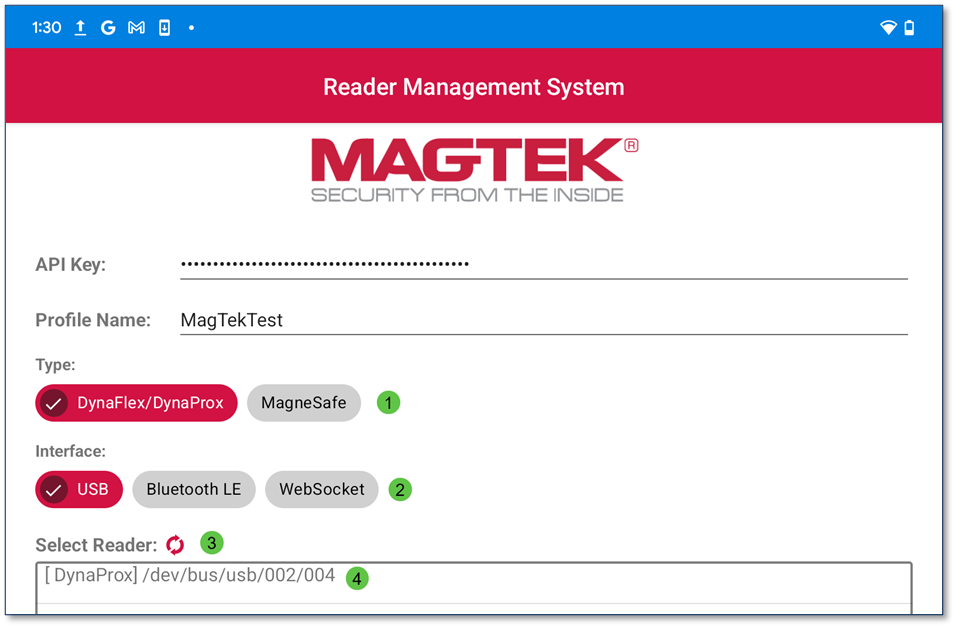 1:30
Reader Management System
MAGTEK®
SECURITY FROM THE INSIDE
API Key: ••••••••••••••••••••••••••••••••••••••••••••••
Profile Name: MagTekTest
Type:
DynaFlex/DynaProx MagneSafe 1
Interface:
USB Bluetooth LE WebSocket 2
Select Reader: 3
[ DynaProx] /dev/bus/usb/002/004 4